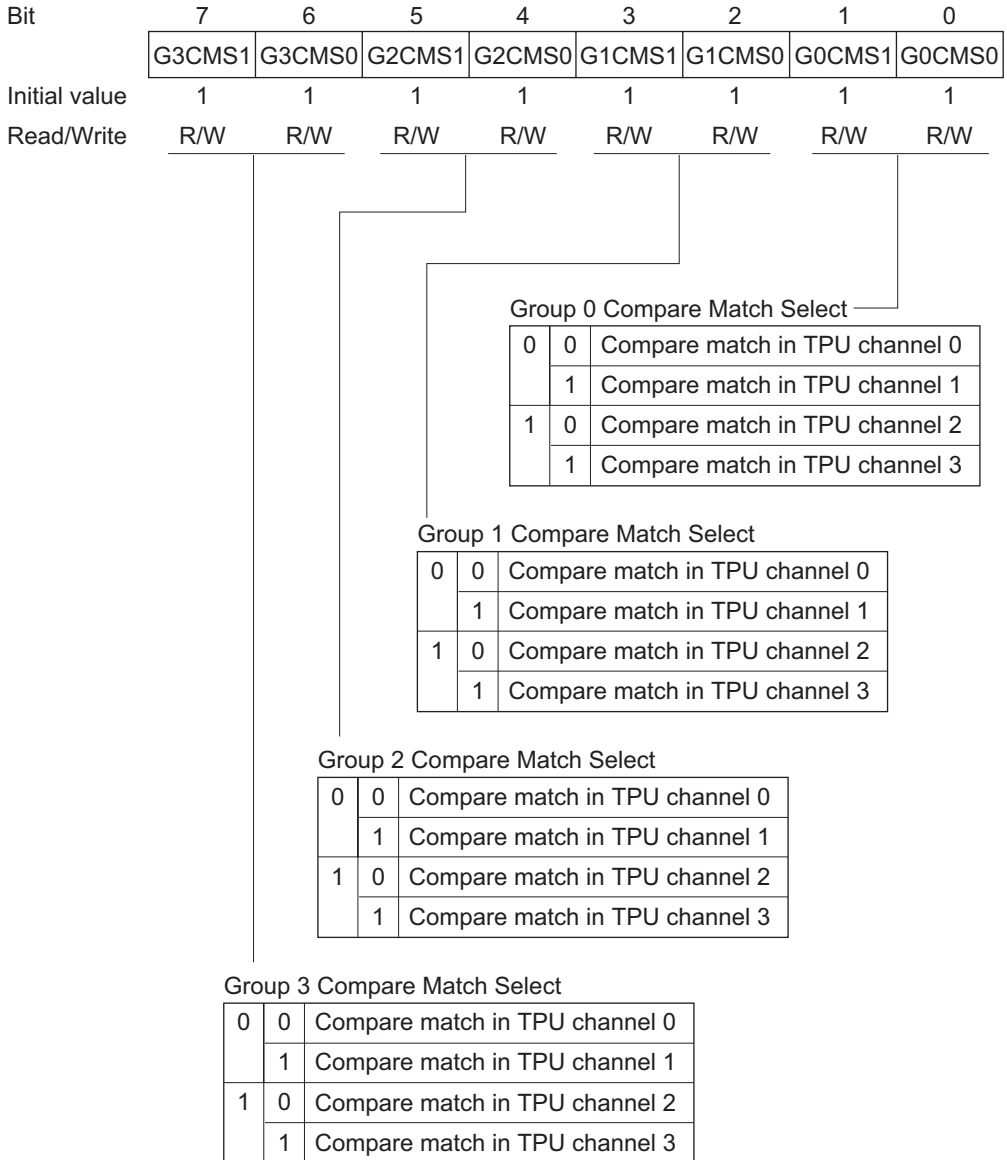 Bit 7 6 5 4 3 2 1 0
G3CMS1 G3CMS0 G2CMS1 G2CMS0 G1CMS1 G1CMS0 G0CMS1 G0CMS0
Initial value 1 1 1 1 1 1 1 1
Read/Write R/W R/W R/W R/W R/W R/W R/W R/W
Group 0 Compare Match Select
0 0 Compare match in TPU channel 0
1 Compare match in TPU channel 1
1 0 Compare match in TPU channel 2
1 Compare match in TPU channel 3
Group 1 Compare Match Select
0 0 Compare match in TPU channel 0
1 Compare match in TPU channel 1
1 0 Compare match in TPU channel 2
1 Compare match in TPU channel 3
Group 2 Compare Match Select
0 0 Compare match in TPU channel 0
1 Compare match in TPU channel 1
1 0 Compare match in TPU channel 2
1 Compare match in TPU channel 3
Group 3 Compare Match Select
0 0 Compare match in TPU channel 0
1 Compare match in TPU channel 1
1 0 Compare match in TPU channel 2
1 Compare match in TPU channel 3